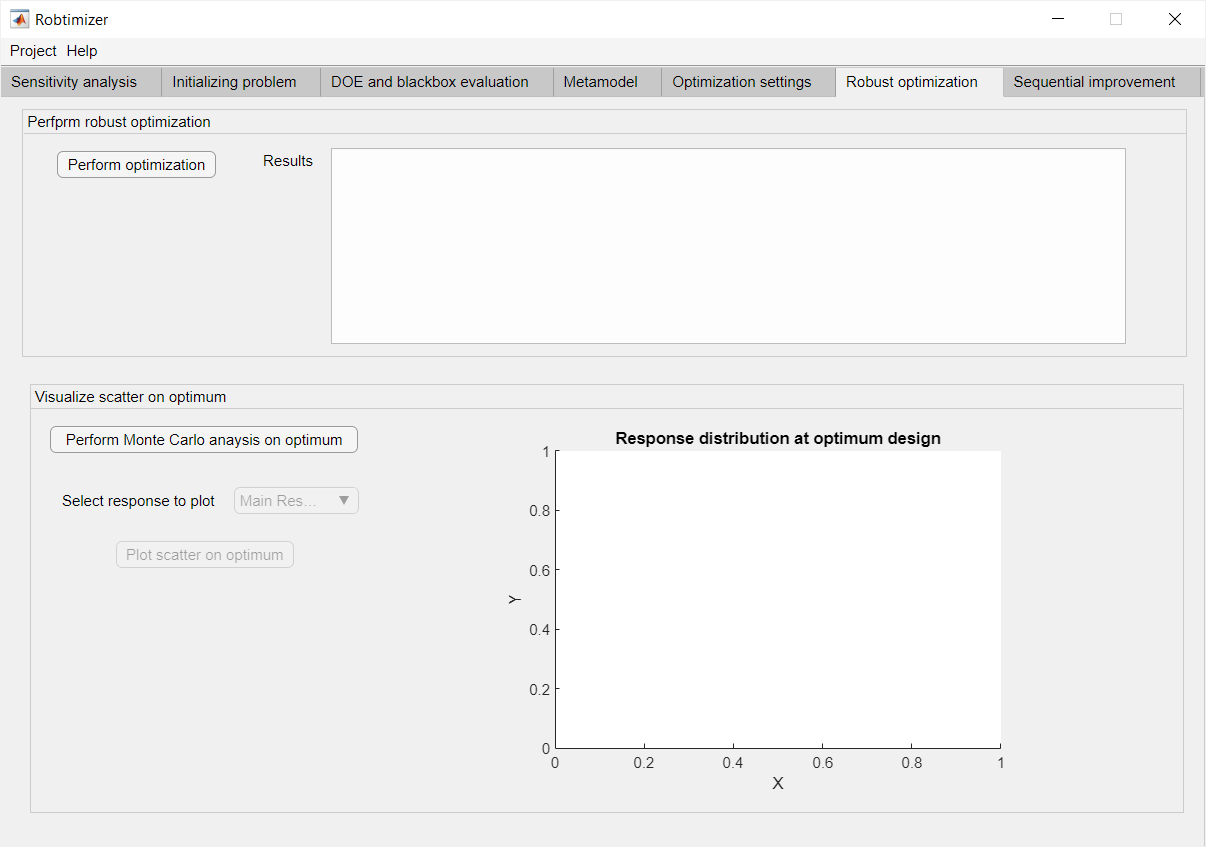 Robtimizer
Project Help
Sensitivity analysis Initializing problem DOE and blackbox evaluation Metamodel Optimization settings Robust optimization Sequential improvement
Perfprm robust optimization
Perform optimization
Results
Visualize scatter on optimum
Perform Monte Carlo anaysis on optimum
Select response to plot Main Res...
Plot scatter on optimum
Response distribution at optimum design
1
0.8
0.6
0.4
0.2
0
Y
0 0.2 0.4 0.6 0.8 1
X